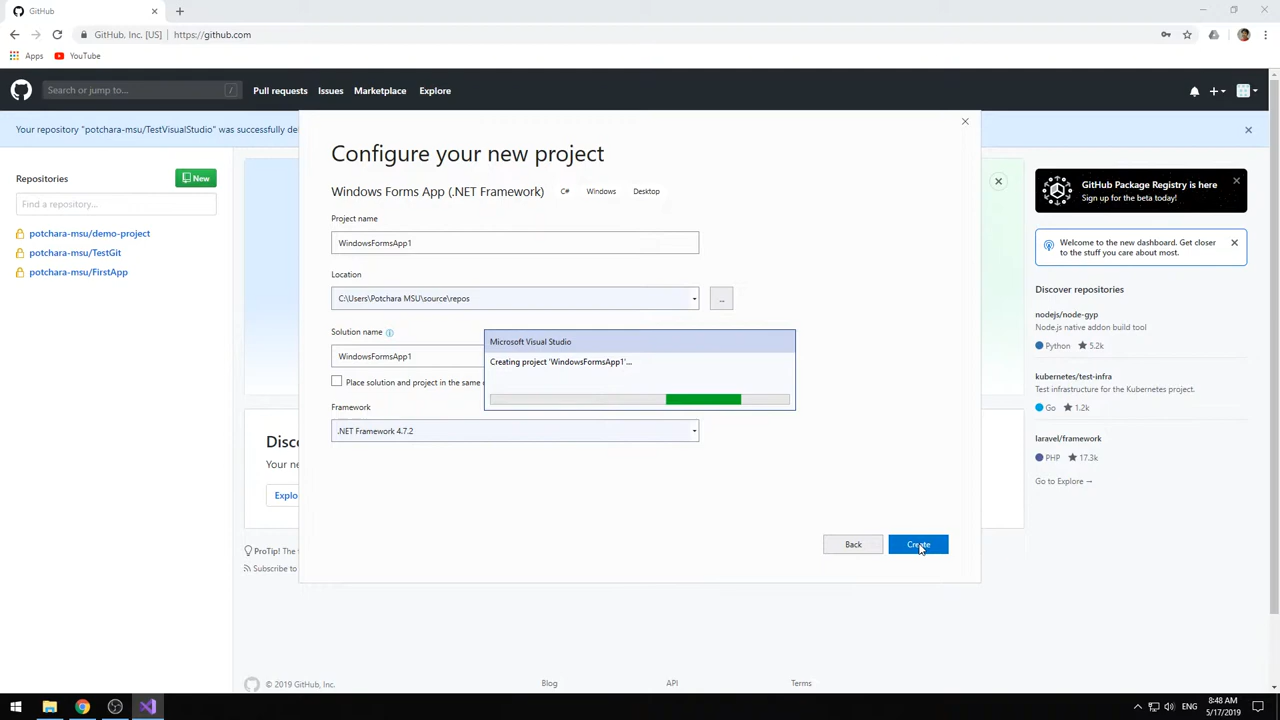 GitHub
GitHub, Inc. [US]
https://github.com
Apps
YouTube
Search or jump to...
/
Pull requests
Issues
Marketplace
Explore
Your repository "potchara-msu/TestVisualStudio" was successfully de
Repositories
New
Find a repository...
potchara-msu/demo-project
potchara-msu/TestGit
potchara-msu/FirstApp
Configure your new project
Windows Forms App (.NET Framework)
C#
Windows
Desktop
Project name
WindowsFormsApp1
Location
C:\Users\Potchara MSU\source\repos
...
Solution name
WindowsFormsApp1
Place solution and project in the same d
Framework
.NET Framework 4.7.2
Microsoft Visual Studio
Creating project 'WindowsFormsApp1'...
Back
Create
Disc
Your ne
Explo
ProTip! The
Subscribe to
GitHub Package Registry is here
Sign up for the beta today!
Welcome to the new dashboard. Get closer
to the stuff you care about most.
Discover repositories
nodejs/node-gyp
Node.js native addon build tool
Python
5.2k
kubernetes/test-infra
Test infrastructure for the Kubernetes project.
Go
1.2k
laravel/framework
PHP
17.3k
Go to Explore →
© 2019 GitHub, Inc.
Blog
API
Terms
ENG
8:48 AM
5/17/2019